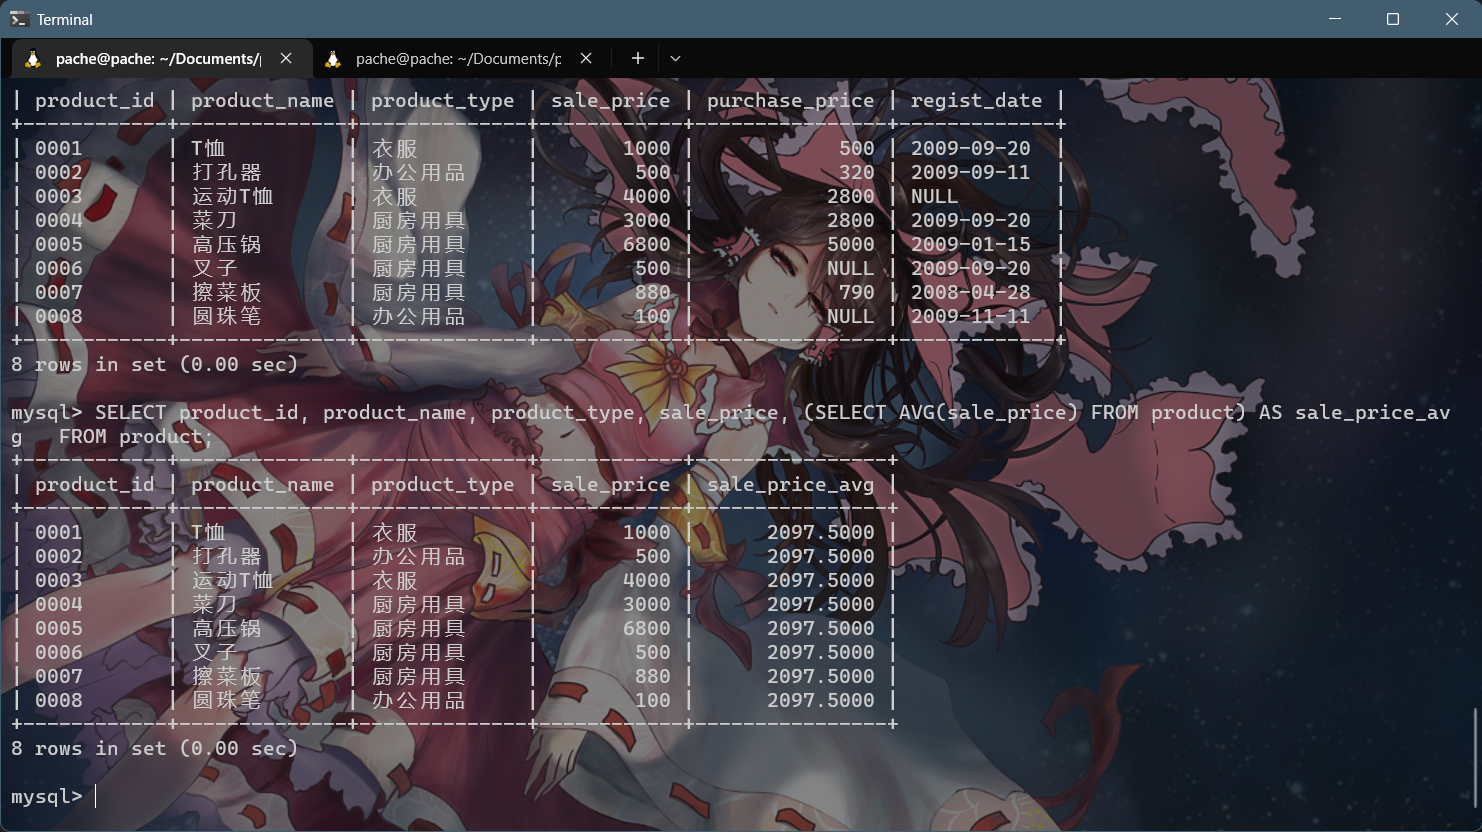 Terminal
pache@pache: ~/Documents/p
pache@pache: ~/Documents/p
| product_id | product_name | product_type | sale_price | purchase_price | regist_date |
+------------+--------------+--------------+------------+----------------+-------------+
| 0001       | T恤          | 衣服         |       1000 |            500 | 2009-09-20  |
| 0002       | 打孔器       | 办公用品     |        500 |            320 | 2009-09-11  |
| 0003       | 运动T恤      | 衣服         |       4000 |           2800 | NULL        |
| 0004       | 菜刀         | 厨房用具     |       3000 |           2800 | 2009-09-20  |
| 0005       | 高压锅       | 厨房用具     |       6800 |           5000 | 2009-01-15  |
| 0006       | 叉子         | 厨房用具     |        500 |           NULL | 2009-09-20  |
| 0007       | 擦菜板       | 厨房用具     |        880 |            790 | 2008-04-28  |
| 0008       | 圆珠笔       | 办公用品     |        100 |           NULL | 2009-11-11  |
+------------+--------------+--------------+------------+----------------+-------------+
8 rows in set (0.00 sec)
mysql> SELECT product_id, product_name, product_type, sale_price, (SELECT AVG(sale_price) FROM product) AS sale_price_av
g   FROM product;
+------------+--------------+--------------+------------+----------------+
| product_id | product_name | product_type | sale_price | sale_price_avg |
+------------+--------------+--------------+------------+----------------+
| 0001       | T恤          | 衣服         |       1000 |      2097.5000 |
| 0002       | 打孔器       | 办公用品     |        500 |      2097.5000 |
| 0003       | 运动T恤      | 衣服         |       4000 |      2097.5000 |
| 0004       | 菜刀         | 厨房用具     |       3000 |      2097.5000 |
| 0005       | 高压锅       | 厨房用具     |       6800 |      2097.5000 |
| 0006       | 叉子         | 厨房用具     |        500 |      2097.5000 |
| 0007       | 擦菜板       | 厨房用具     |        880 |      2097.5000 |
| 0008       | 圆珠笔       | 办公用品     |        100 |      2097.5000 |
+------------+--------------+--------------+------------+----------------+
8 rows in set (0.00 sec)
mysql>